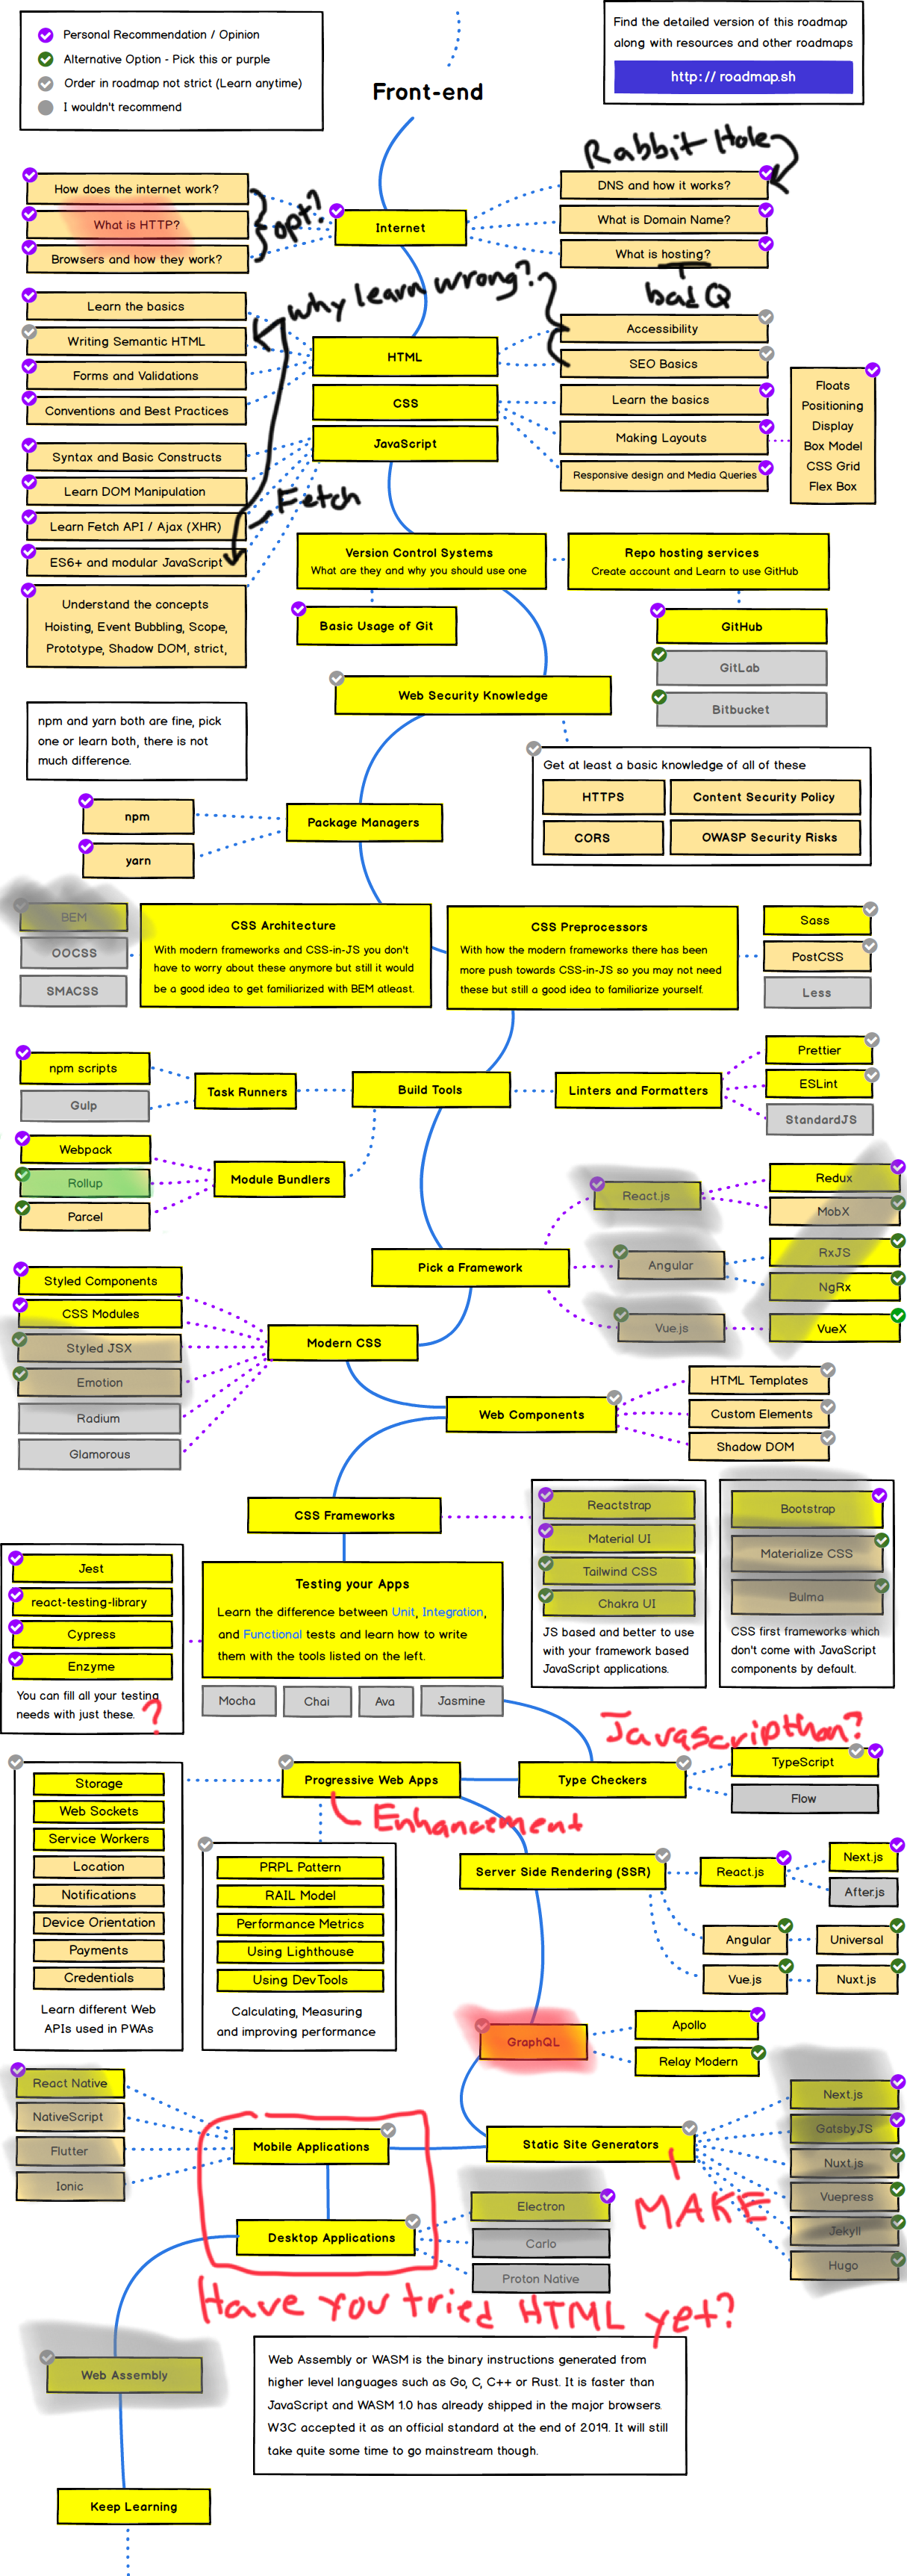 Personal Recommendation / Opinion
Alternative Option - Pick this or purple
Order in roadmap not strict (Learn anytime)
I wouldn't recommend
Find the detailed version of this roadmap
along with resources and other roadmaps
http://roadmap.sh
Front-end
Rabbit Hole
How does the internet work?
What is HTTP?
Browsers and how they work?
opt?
Internet
DNS and how it works?
What is Domain Name?
What is hosting?
bad Q
why learn wrong?
Learn the basics
Writing Semantic HTML
Forms and Validations
Conventions and Best Practices
HTML
CSS
JavaScript
Accessibility
SEO Basics
Learn the basics
Making Layouts
Responsive design and Media Queries
Floats
Positioning
Display
Box Model
CSS Grid
Flex Box
Syntax and Basic Constructs
Learn DOM Manipulation
Learn Fetch API / Ajax (XHR)
Fetch
ES6+ and modular JavaScript
Understand the concepts
Hoisting, Event Bubbling, Scope,
Prototype, Shadow DOM, strict,
Version Control Systems
What are they and why you should use one
Repo hosting services
Create account and Learn to use GitHub
Basic Usage of Git
GitHub
GitLab
Bitbucket
Web Security Knowledge
npm and yarn both are fine, pick
one or learn both, there is not
much difference.
Get at least a basic knowledge of all of these
HTTPS
Content Security Policy
CORS
OWASP Security Risks
npm
yarn
Package Managers
BEM
OOCSS
SMACSS
CSS Architecture
With modern frameworks and CSS-in-JS you don't
have to worry about these anymore but still it would
be a good idea to get familiarized with BEM atleast.
CSS Preprocessors
With how the modern frameworks there has been
more push towards CSS-in-JS so you may not need
these but still a good idea to familiarize yourself.
Sass
PostCSS
Less
npm scripts
Gulp
Task Runners
Build Tools
Linters and Formatters
Prettier
ESLint
StandardJS
Webpack
Rollup
Parcel
Module Bundlers
Pick a Framework
React.js
Angular
Vue.js
Redux
MobX
RxJS
NgRx
VueX
Styled Components
CSS Modules
Styled JSX
Emotion
Radium
Glamorous
Modern CSS
Web Components
HTML Templates
Custom Elements
Shadow DOM
CSS Frameworks
Reactstrap
Material UI
Tailwind CSS
Chakra UI
JS based and better to use
with your framework based
JavaScript applications.
Bootstrap
Materialize CSS
Bulma
CSS first frameworks which
don't come with JavaScript
components by default.
Jest
react-testing-library
Cypress
Enzyme
You can fill all your testing
needs with just these.
?
Testing your Apps
Learn the difference between Unit, Integration,
and Functional tests and learn how to write
them with the tools listed on the left.
Mocha
Chai
Ava
Jasmine
Javascripthon?
Progressive Web Apps
Enhancement
Type Checkers
TypeScript
Flow
Storage
Web Sockets
Service Workers
Location
Notifications
Device Orientation
Payments
Credentials
Learn different Web
APIs used in PWAs
PRPL Pattern
RAIL Model
Performance Metrics
Using Lighthouse
Using DevTools
Calculating, Measuring
and improving performance
Server Side Rendering (SSR)
React.js
Next.js
After.js
Angular
Universal
Vue.js
Nuxt.js
GraphQL
Apollo
Relay Modern
React Native
NativeScript
Flutter
Ionic
Mobile Applications
Static Site Generators
MAKE
Next.js
GatsbyJS
Nuxt.js
Vuepress
Jekyll
Hugo
Desktop Applications
Electron
Carlo
Proton Native
Have you tried HTML yet?
Web Assembly
Web Assembly or WASM is the binary instructions generated from
higher level languages such as Go, C, C++ or Rust. It is faster than
JavaScript and WASM 1.0 has already shipped in the major browsers.
W3C accepted it as an official standard at the end of 2019. It will still
take quite some time to go mainstream though.
Keep Learning